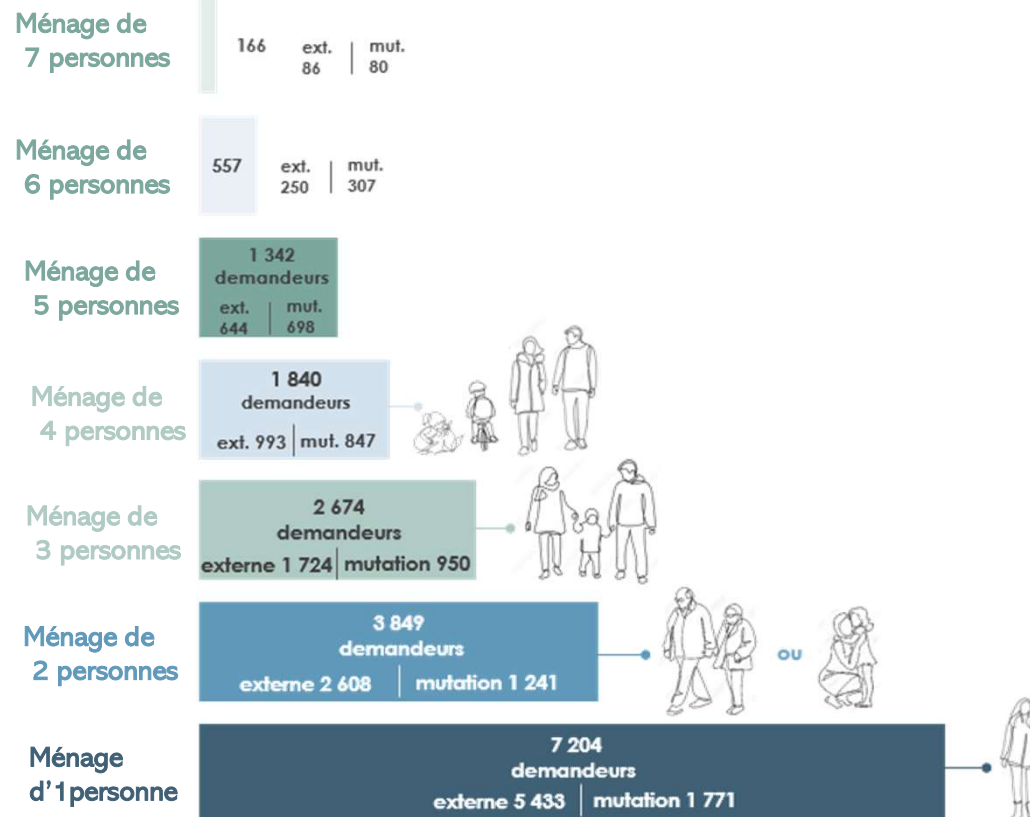 Ménage de
7 personnes
166
ext. | mut.
86 | 80
Ménage de
6 personnes
557
ext. | mut.
250 | 307
Ménage de
5 personnes
1 342
demandeurs
ext. | mut.
644 | 698
Ménage de
4 personnes
1 840
demandeurs
ext. 993 | mut. 847
Ménage de
3 personnes
2 674
demandeurs
externe 1 724 | mutation 950
Ménage de
2 personnes
3 849
demandeurs
externe 2 608 | mutation 1 241
ou
Ménage
d’1personne
7 204
demandeurs
externe 5 433 | mutation 1 771